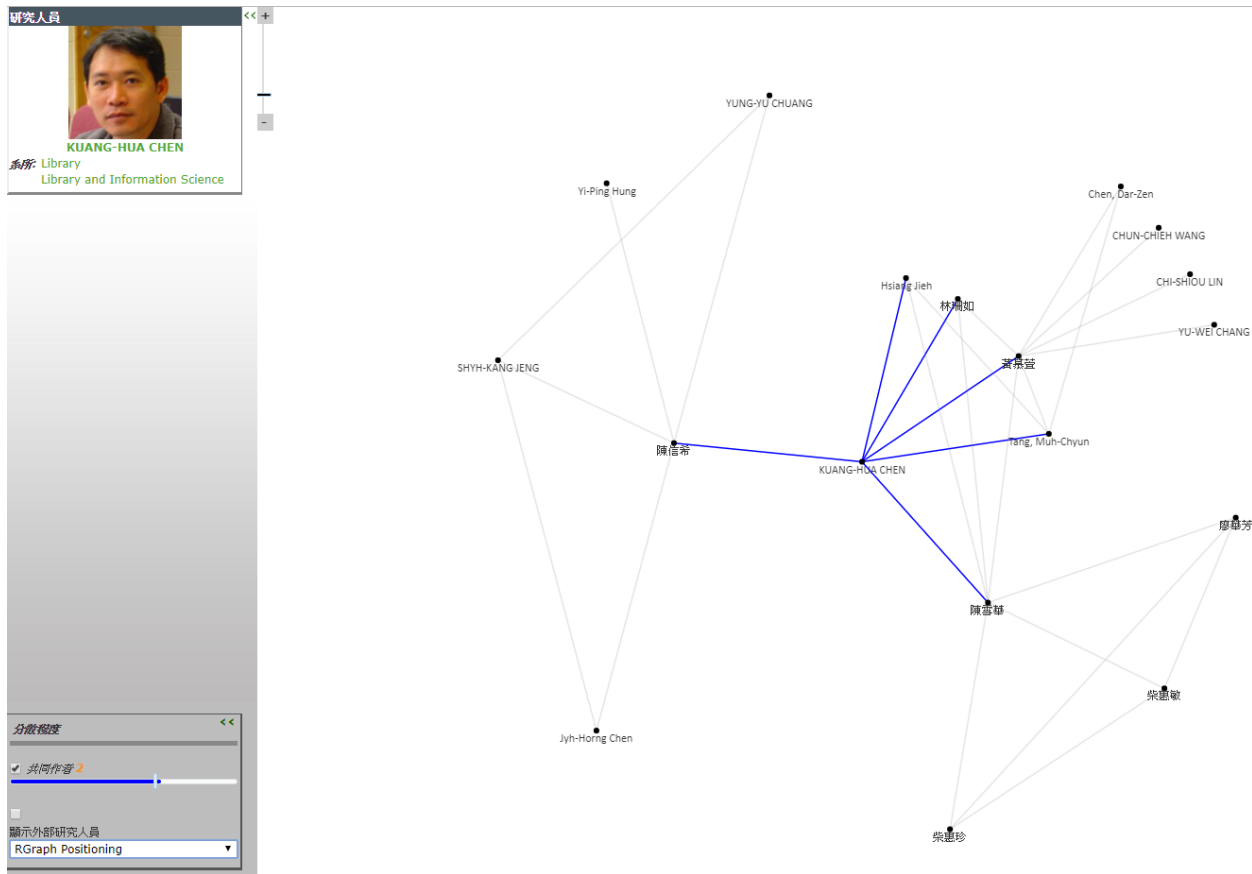 研究人員
<<
+
-
KUANG-HUA CHEN
系所: Library
Library and Information Science
YUNG-YU CHUANG
Yi-Ping Hung
Chen, Dar-Zen
CHUN-CHIEH WANG
CHI-SHIOU LIN
Hsiang Jieh
林珊如
YU-WEI CHANG
黃慕萱
SHYH-KANG JENG
Tang, Muh-Chyun
陳信希
KUANG-HUA CHEN
廖華芳
陳雪華
柴惠敏
Jyh-Horng Chen
柴惠珍
分散程度
<<
共同作者 2
顯示外部研究人員
RGraph Positioning